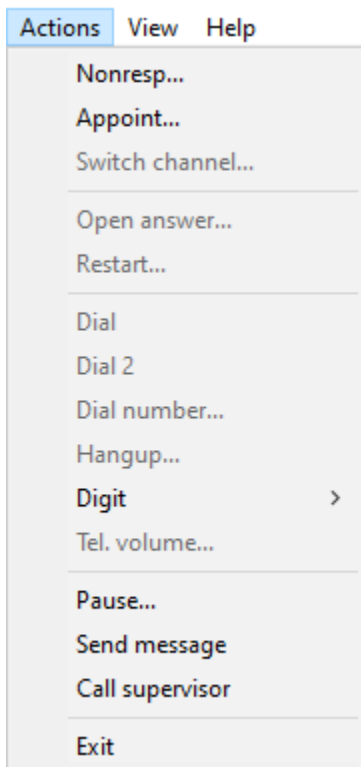 Actions View Help
Nonresp...
Appoint...
Switch channel...
Open answer...
Restart...
Dial
Dial 2
Dial number...
Hangup...
Digit
Tel. volume...
Pause...
Send message
Call supervisor
Exit